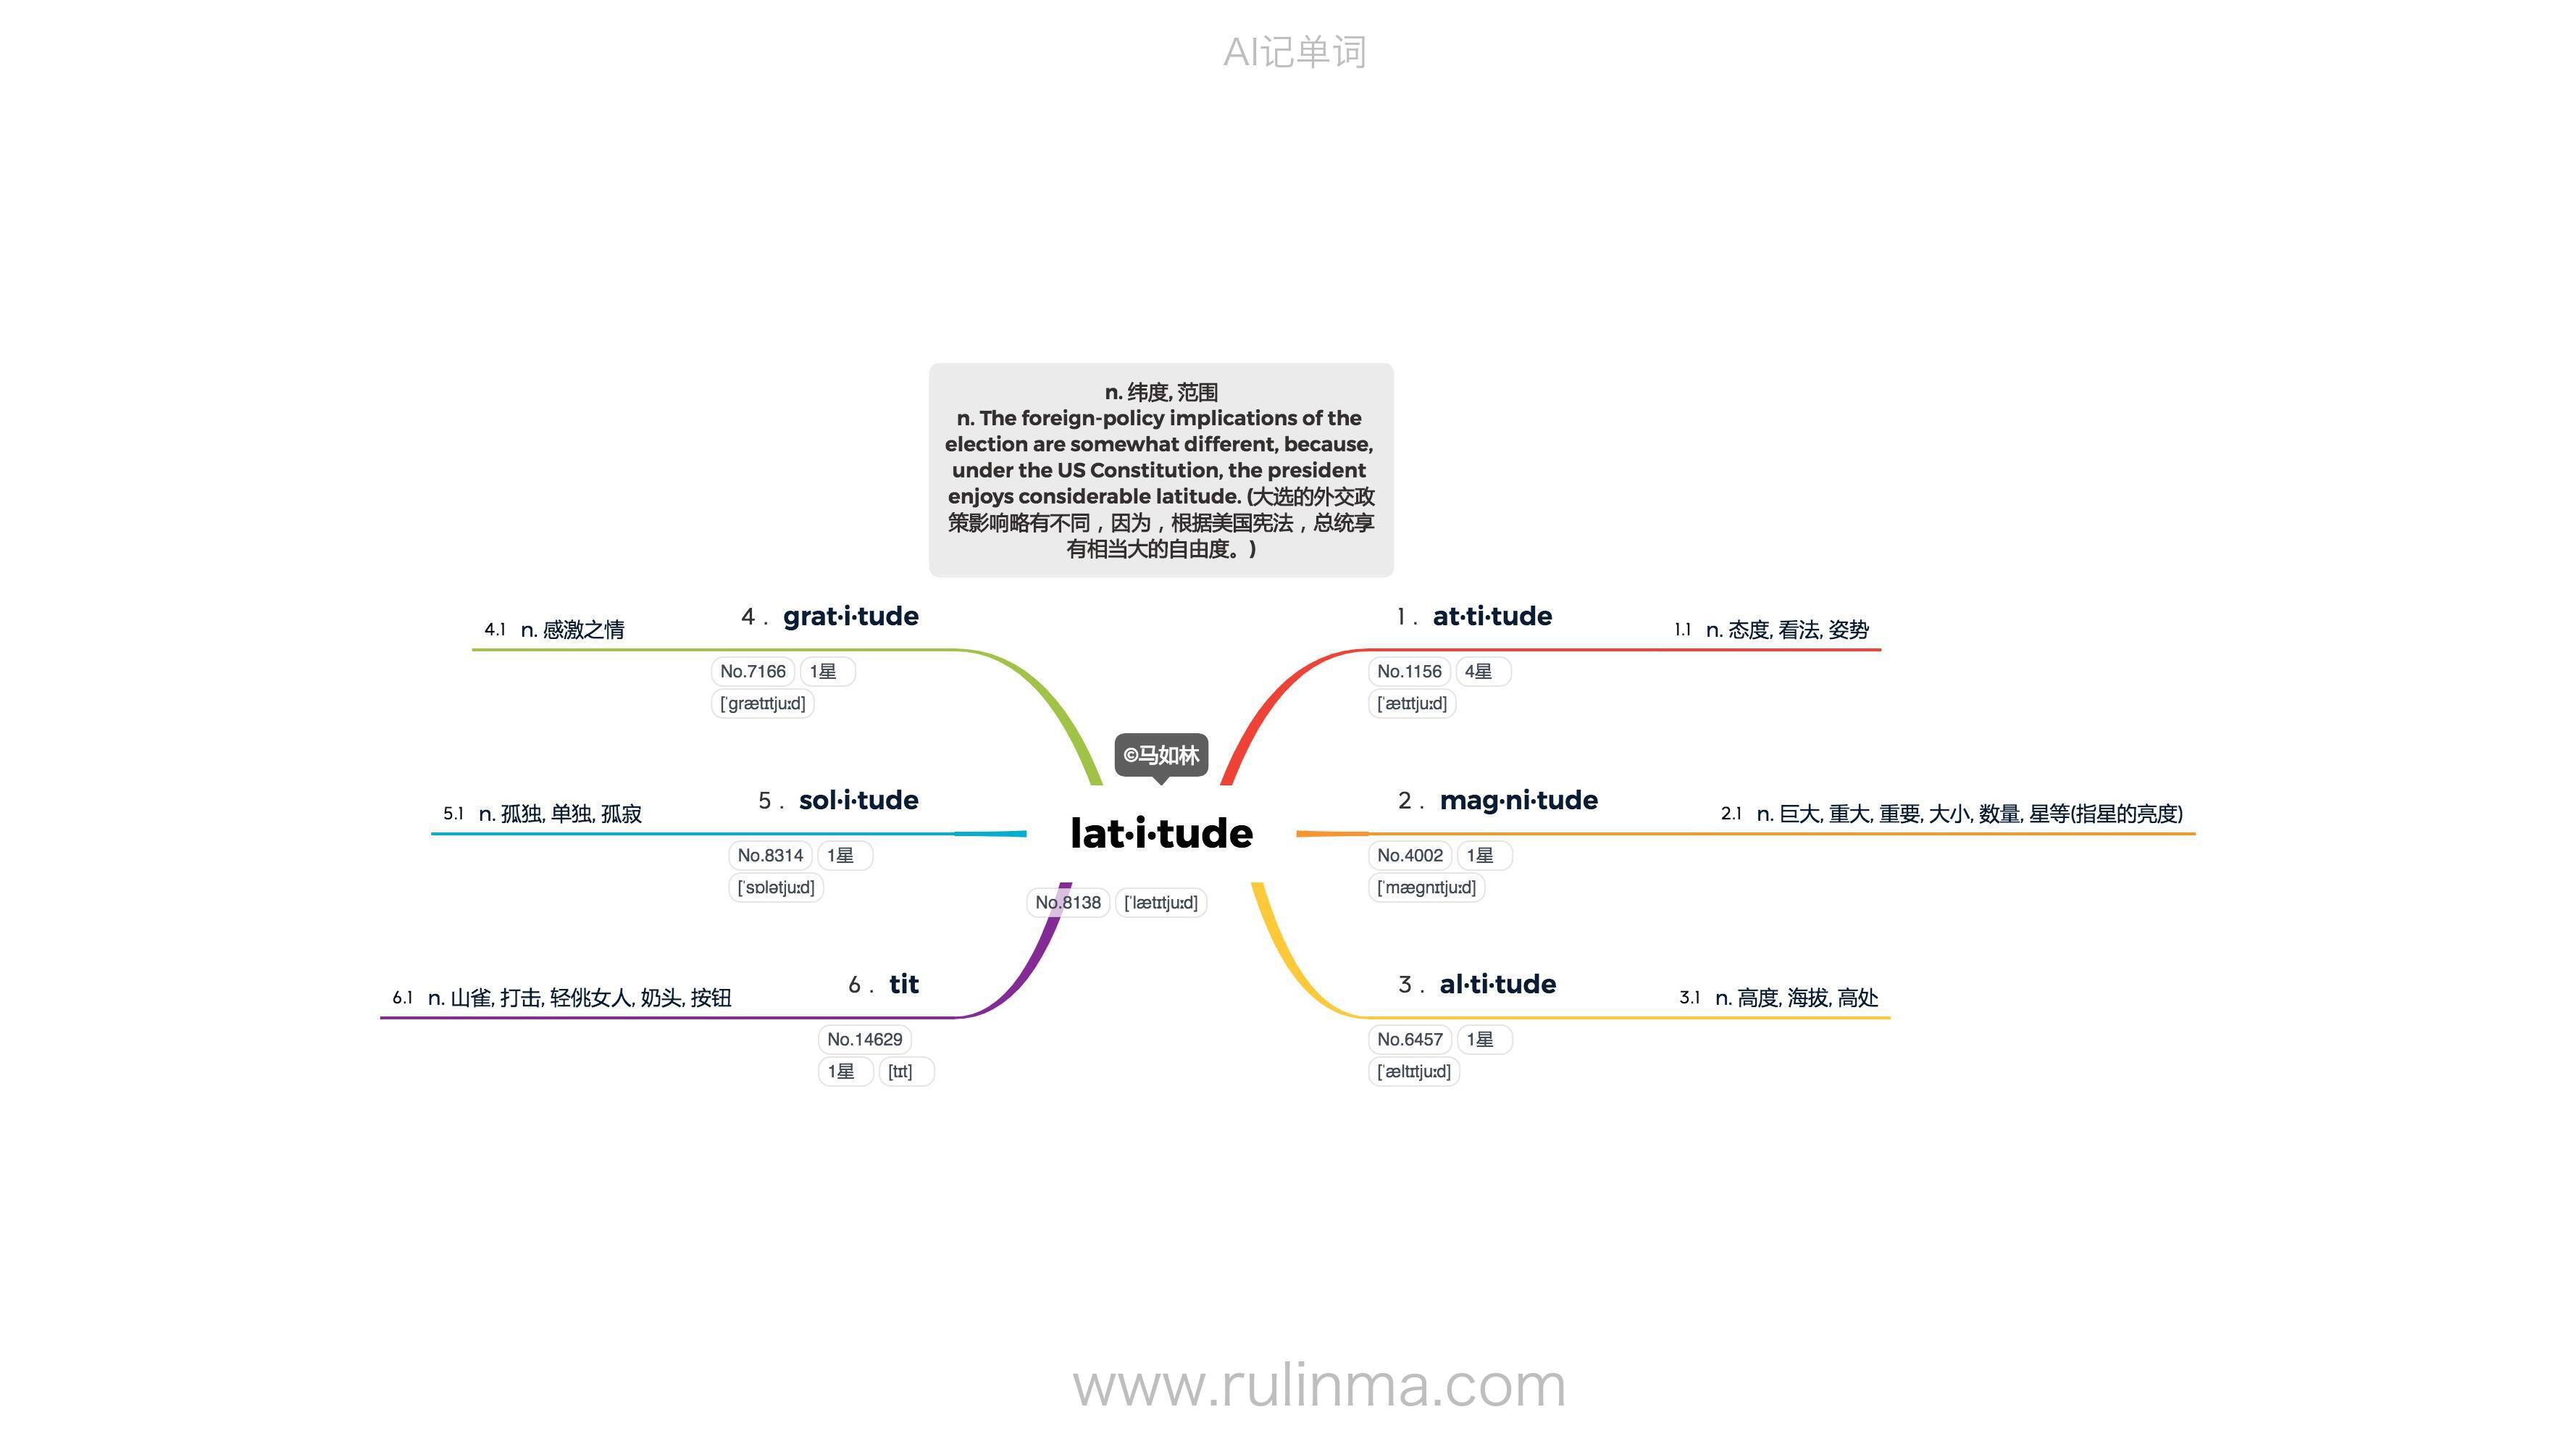 AI记单词
n. 纬度, 范围
n. The foreign-policy implications of the
election are somewhat different, because,
under the US Constitution, the president
enjoys considerable latitude. (大选的外交政
策影响略有不同，因为，根据美国宪法，总统享
有相当大的自由度。)
©马如林
lat·i·tude
No.8138 [ˈlætɪtjuːd]
1 . at·ti·tude
No.1156 4星
[ˈætɪtjuːd]
1.1 n. 态度, 看法, 姿势
2 . mag·ni·tude
No.4002 1星
[ˈmægnɪtjuːd]
2.1 n. 巨大, 重大, 重要, 大小, 数量, 星等(指星的亮度)
3 . al·ti·tude
No.6457 1星
[ˈæltɪtjuːd]
3.1 n. 高度, 海拔, 高处
4 . grat·i·tude
No.7166 1星
[ˈgrætɪtjuːd]
4.1 n. 感激之情
5 . sol·i·tude
No.8314 1星
[ˈsɒlətjuːd]
5.1 n. 孤独, 单独, 孤寂
6 . tit
No.14629
1星 [tɪt]
6.1 n. 山雀, 打击, 轻佻女人, 奶头, 按钮
www.rulinma.com